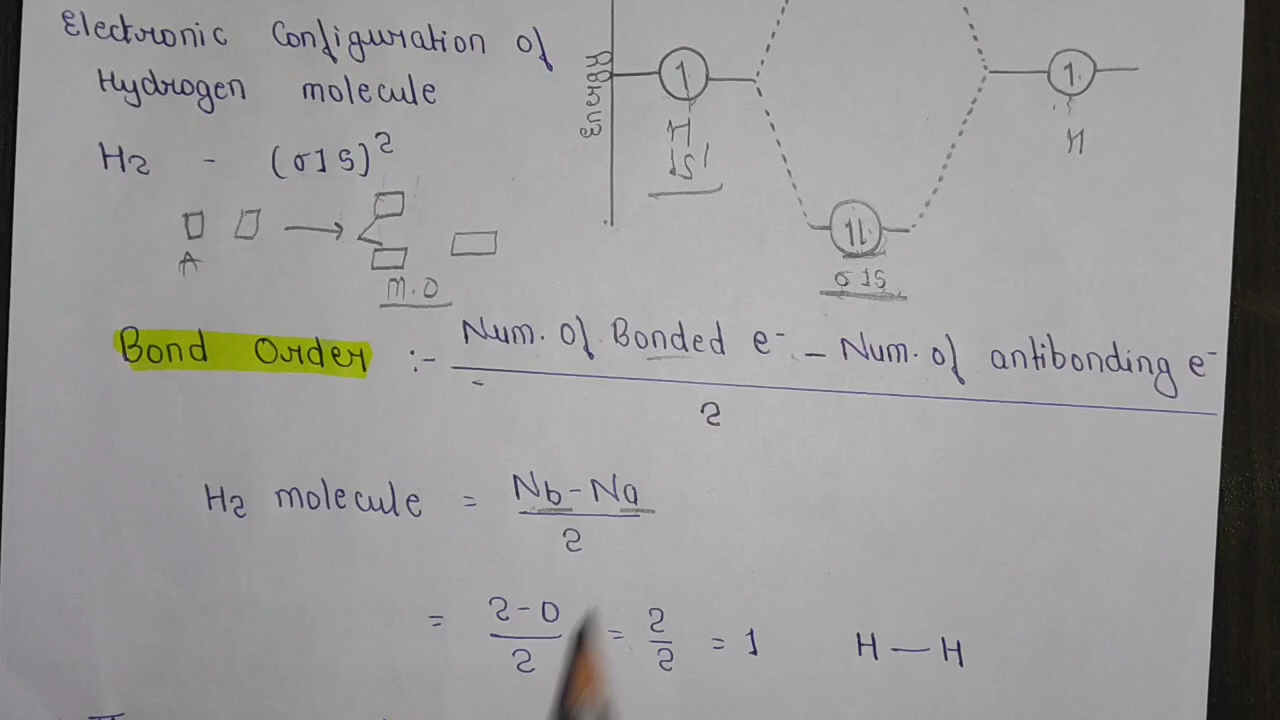 Electronic Configuration of
Hydrogen molecule
H2 - (σ1s)²
A
M.O
Energy
1
1s¹
1
H
1L
σ1s
Bond Order :- Num. of Bonded e⁻ - Num. of antibonding e⁻
2
H2 molecule = Nb-Na
2
= 2-0 = 2 = 1 H-H
2 2